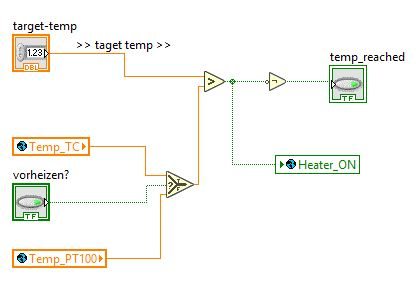 target-temp
1.23
DBL
>> taget temp >>
temp_reached
TF
Temp_TC
Heater_ON
vorheizen?
T
?
F
TF
Temp_PT100